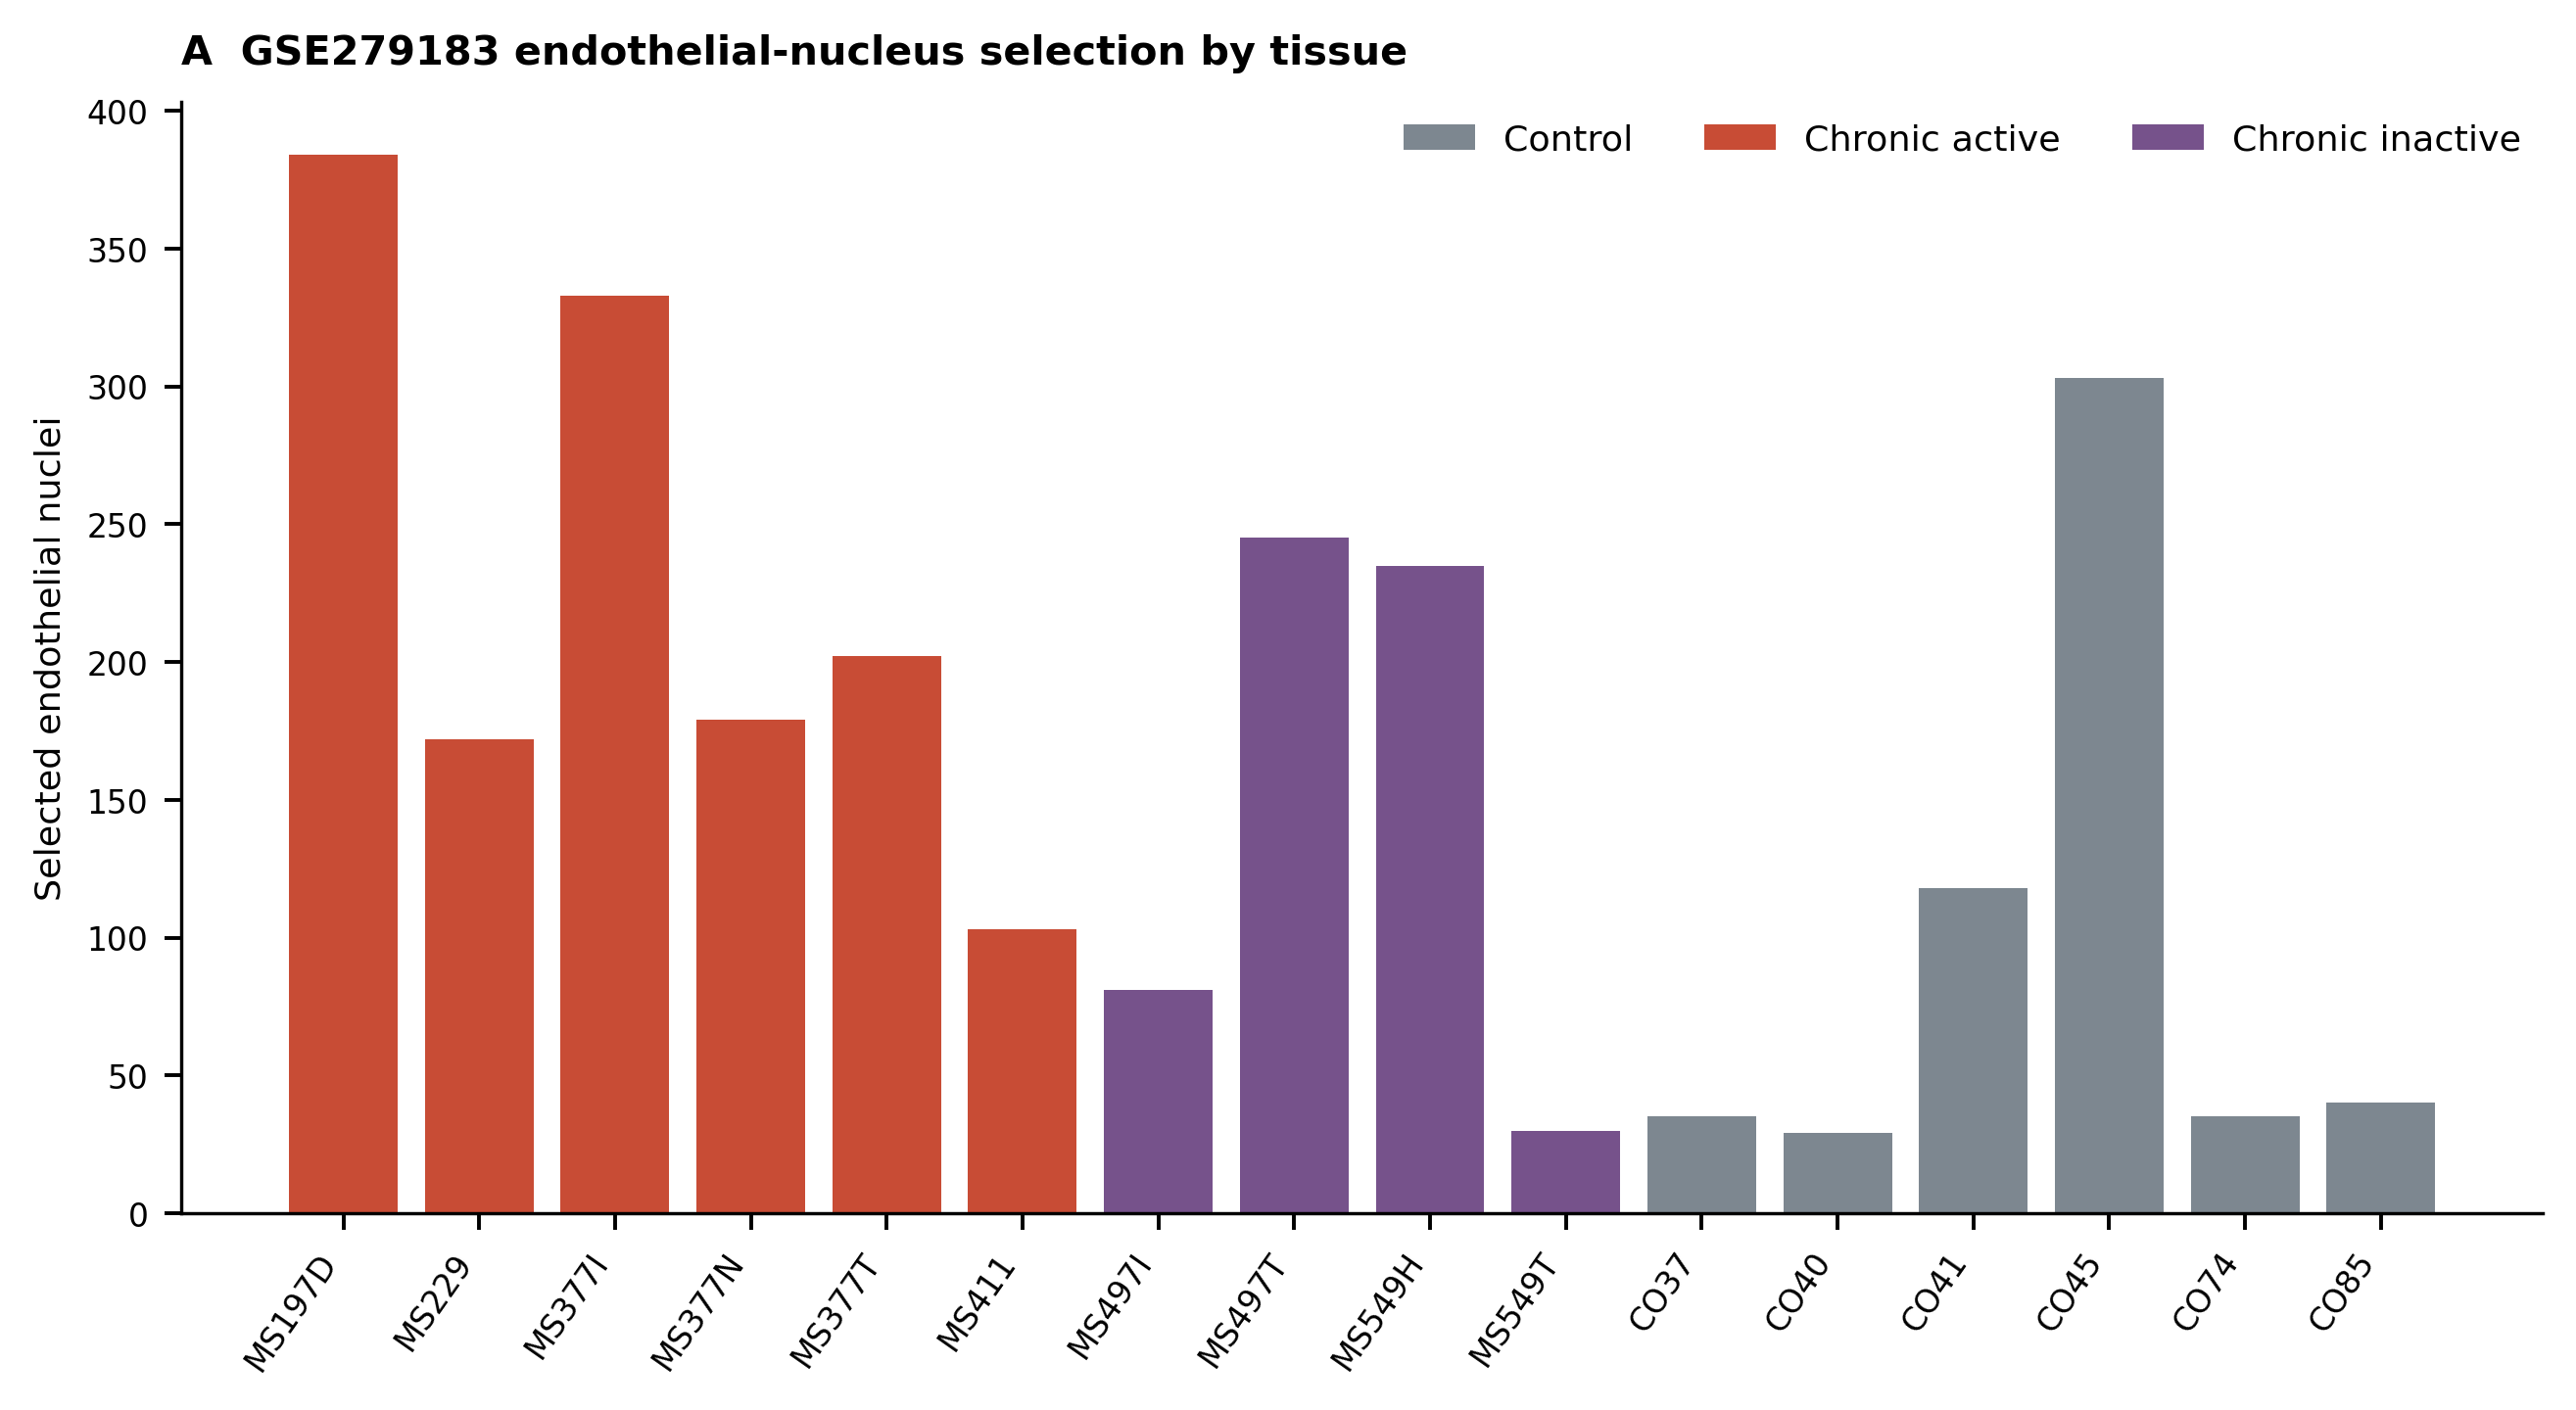 A  GSE279183 endothelial-nucleus selection by tissue
Control
Chronic active
Chronic inactive
Selected endothelial nuclei
400
350
300
250
200
150
100
50
0
MS197D
MS229
MS377I
MS377N
MS377T
MS411
MS497I
MS497T
MS549H
MS549T
CO37
CO40
CO41
CO45
CO74
CO85